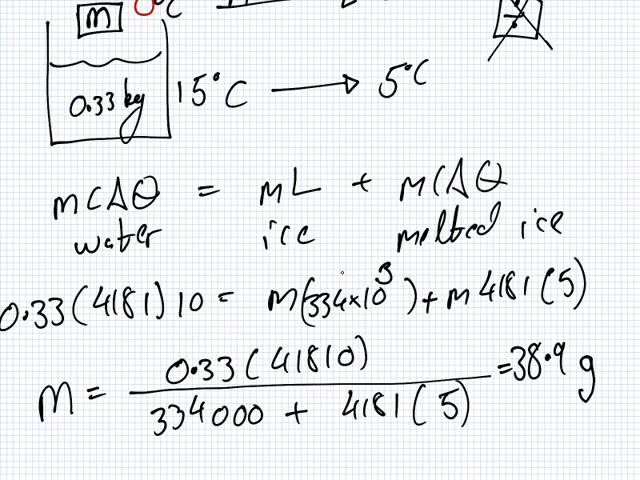 m 0°C
0.33 kg 15°C → 5°C
mCΔθ = mL + mCΔθ
water ice melted ice
0.33(4181)10 = m(334×10³) + m4181(5)
m = 0.33(41810) / 334000 + 4181(5) = 38.9 g